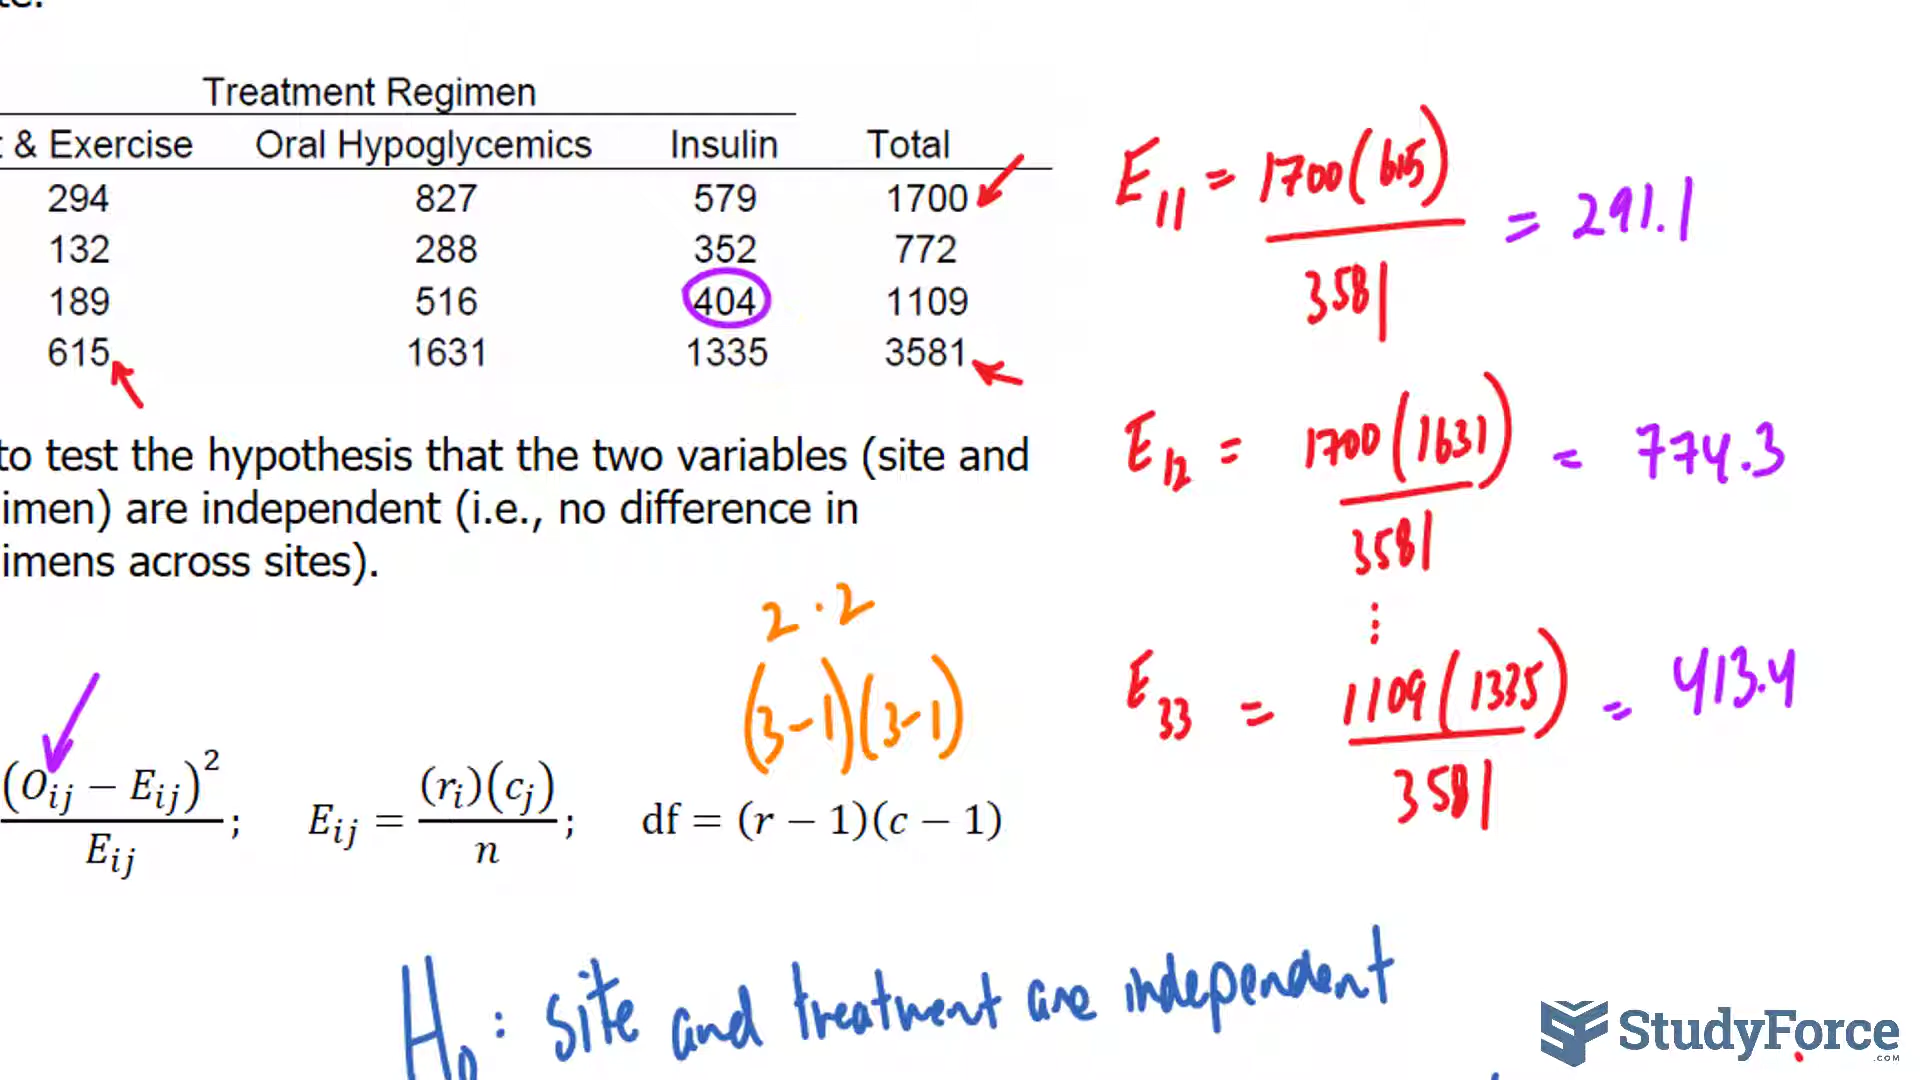 te.
Treatment Regimen
t & Exercise Oral Hypoglycemics Insulin Total
294 827 579 1700
132 288 352 772
189 516 404 1109
615 1631 1335 3581
to test the hypothesis that the two variables (site and
imen) are independent (i.e., no difference in
imens across sites).
E₁₁ = 1700(615) / 3581 = 291.1
E₁₂ = 1700(1631) / 3581 = 774.3
⋮
E₃₃ = 1109(1335) / 3581 = 413.4
2 · 2
(3-1)(3-1)
(Oᵢⱼ − Eᵢⱼ)² / Eᵢⱼ ; Eᵢⱼ = (rᵢ)(cⱼ) / n ; df = (r − 1)(c − 1)
H₀ : site and treatment are independent
StudyForce
.COM